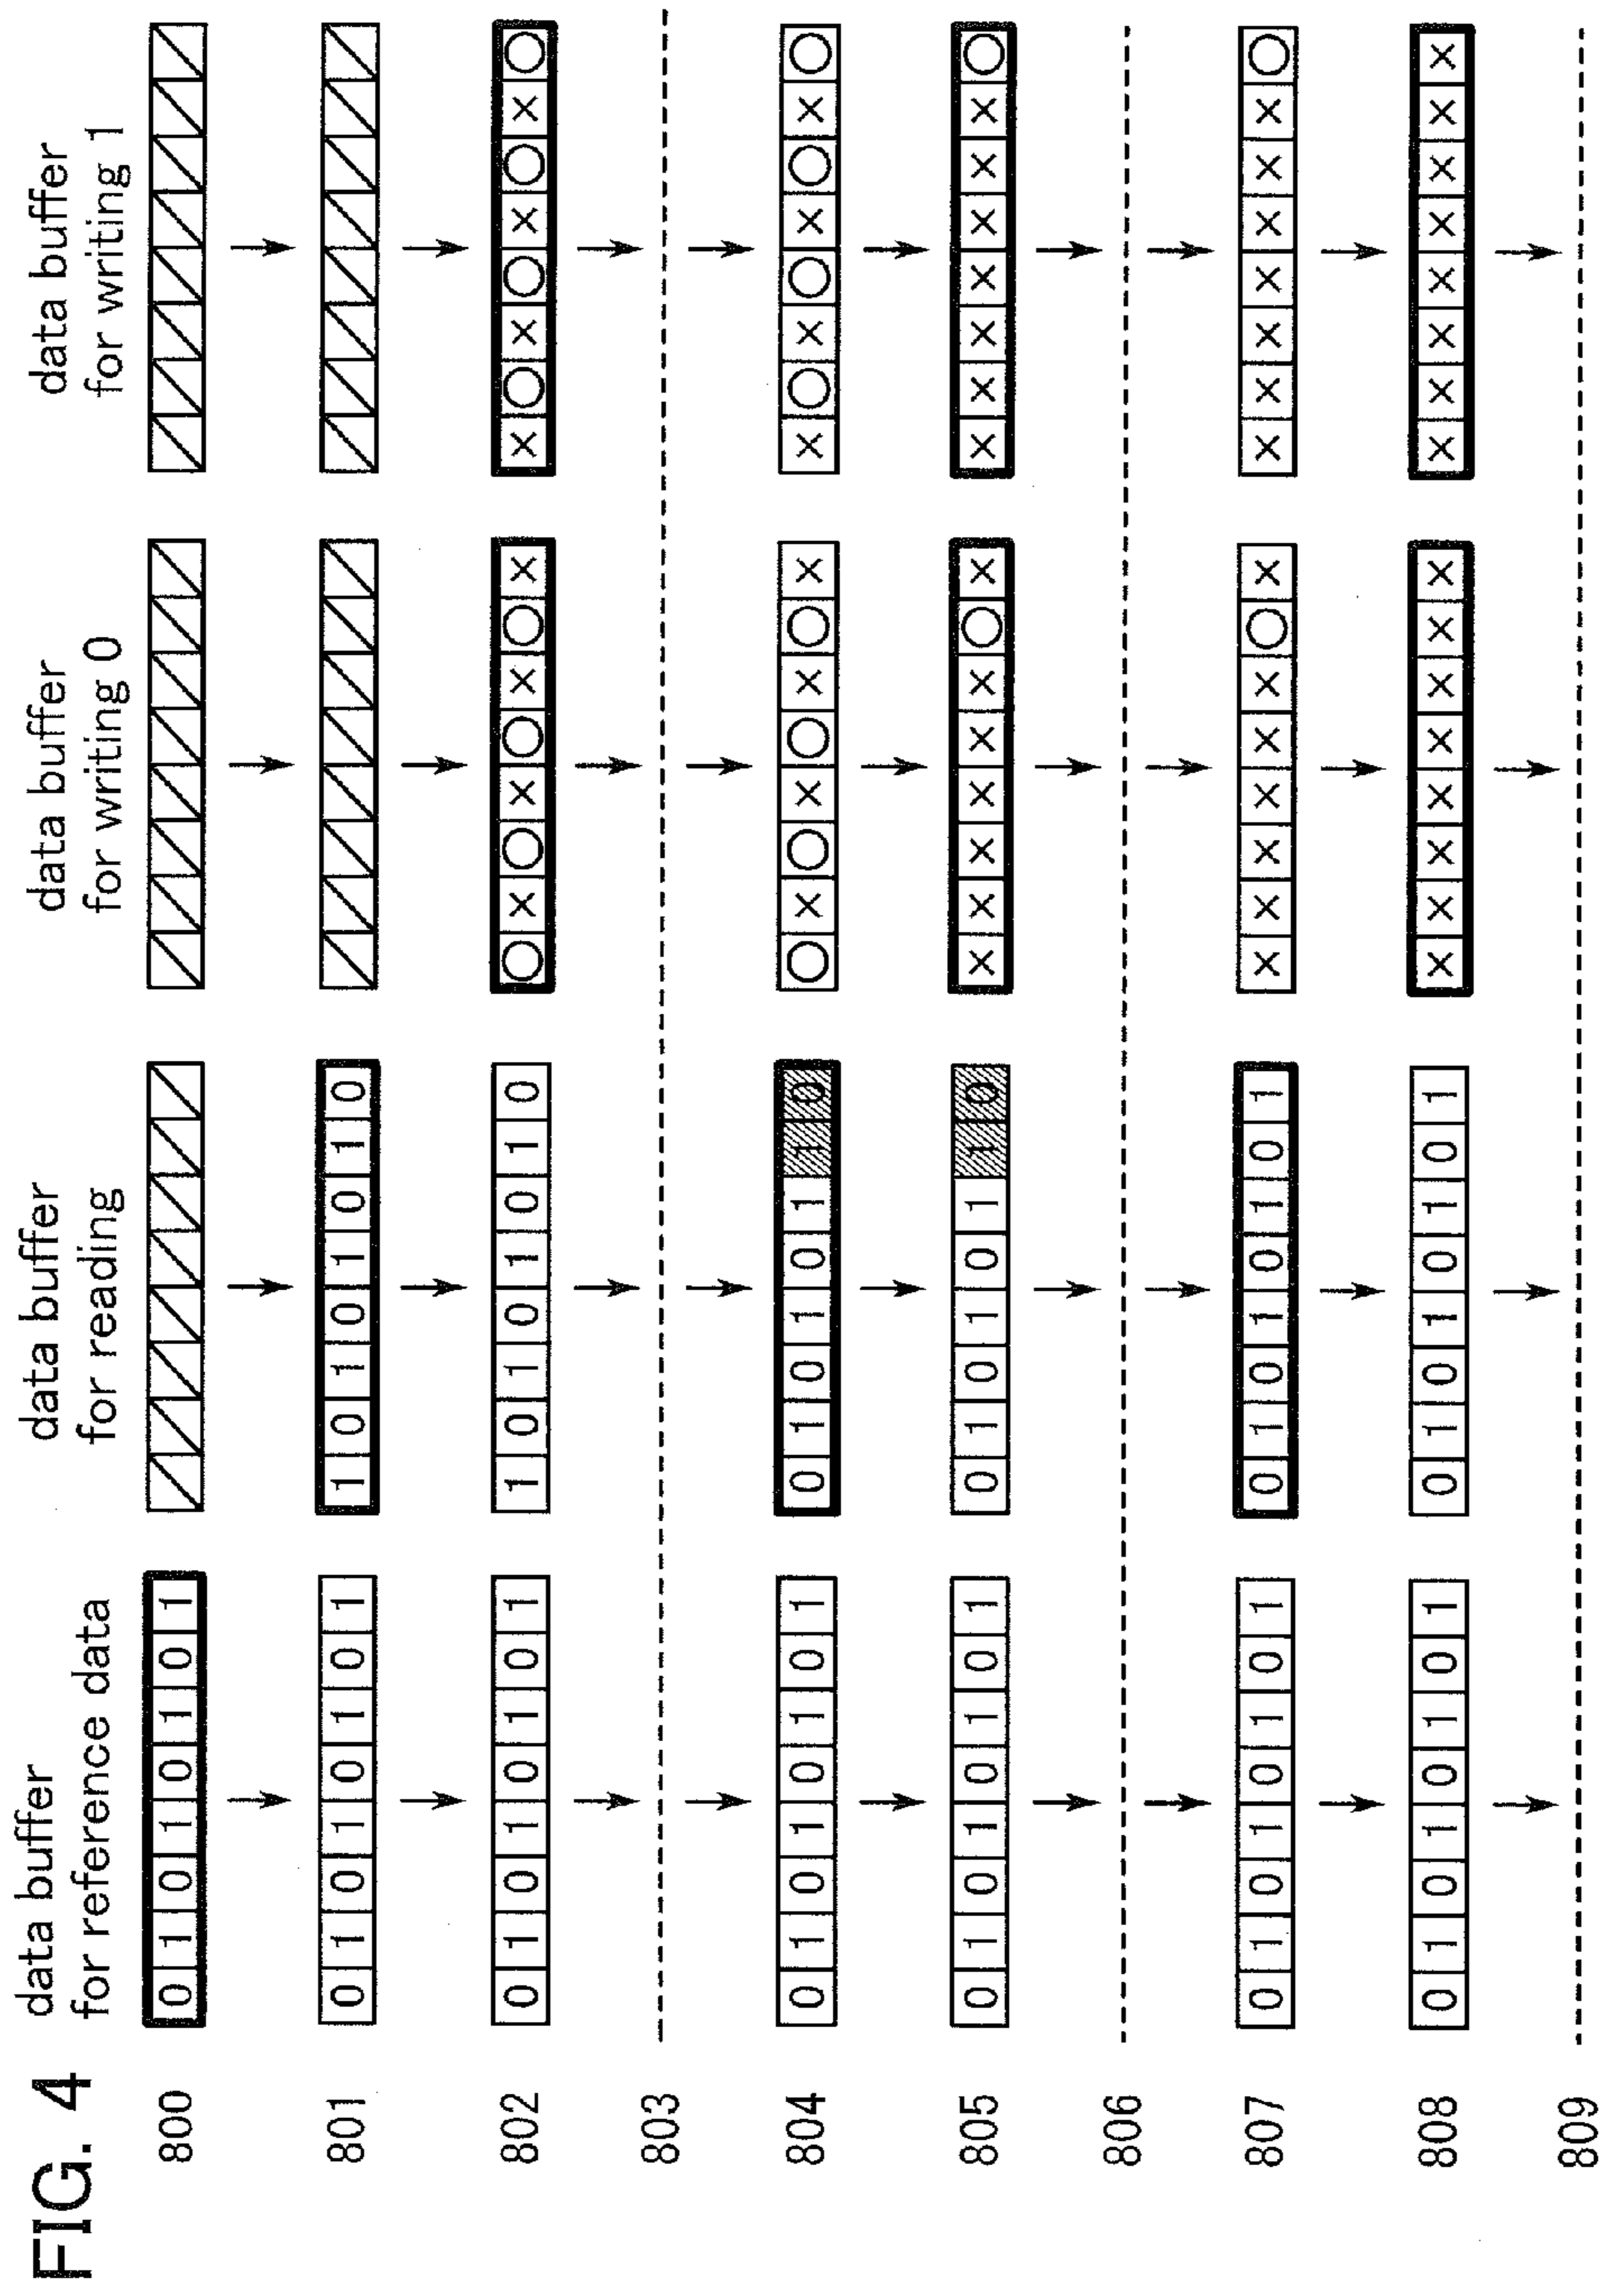 FIG. 4
data buffer for reference data
data buffer for reading
data buffer for writing 0
data buffer for writing 1
800 0 1 0 1 0 1 0 1
801 0 1 0 1 0 1 0 1 1 0 1 0 1 0 1 0
802 0 1 0 1 0 1 0 1 1 0 1 0 1 0 1 0 ○ × ○ × ○ × ○ × × ○ × ○ × ○ × ○
803
804 0 1 0 1 0 1 0 1 0 1 0 1 0 1 1 0 ○ × ○ × ○ × ○ × × ○ × ○ × ○ × ○
805 0 1 0 1 0 1 0 1 0 1 0 1 0 1 1 0 × × × × × × ○ × × × × × × × × ○
806
807 0 1 0 1 0 1 0 1 0 1 0 1 0 1 0 1 × × × × × × ○ × × × × × × × × ○
808 0 1 0 1 0 1 0 1 0 1 0 1 0 1 0 1 × × × × × × × × × × × × × × × ×
809